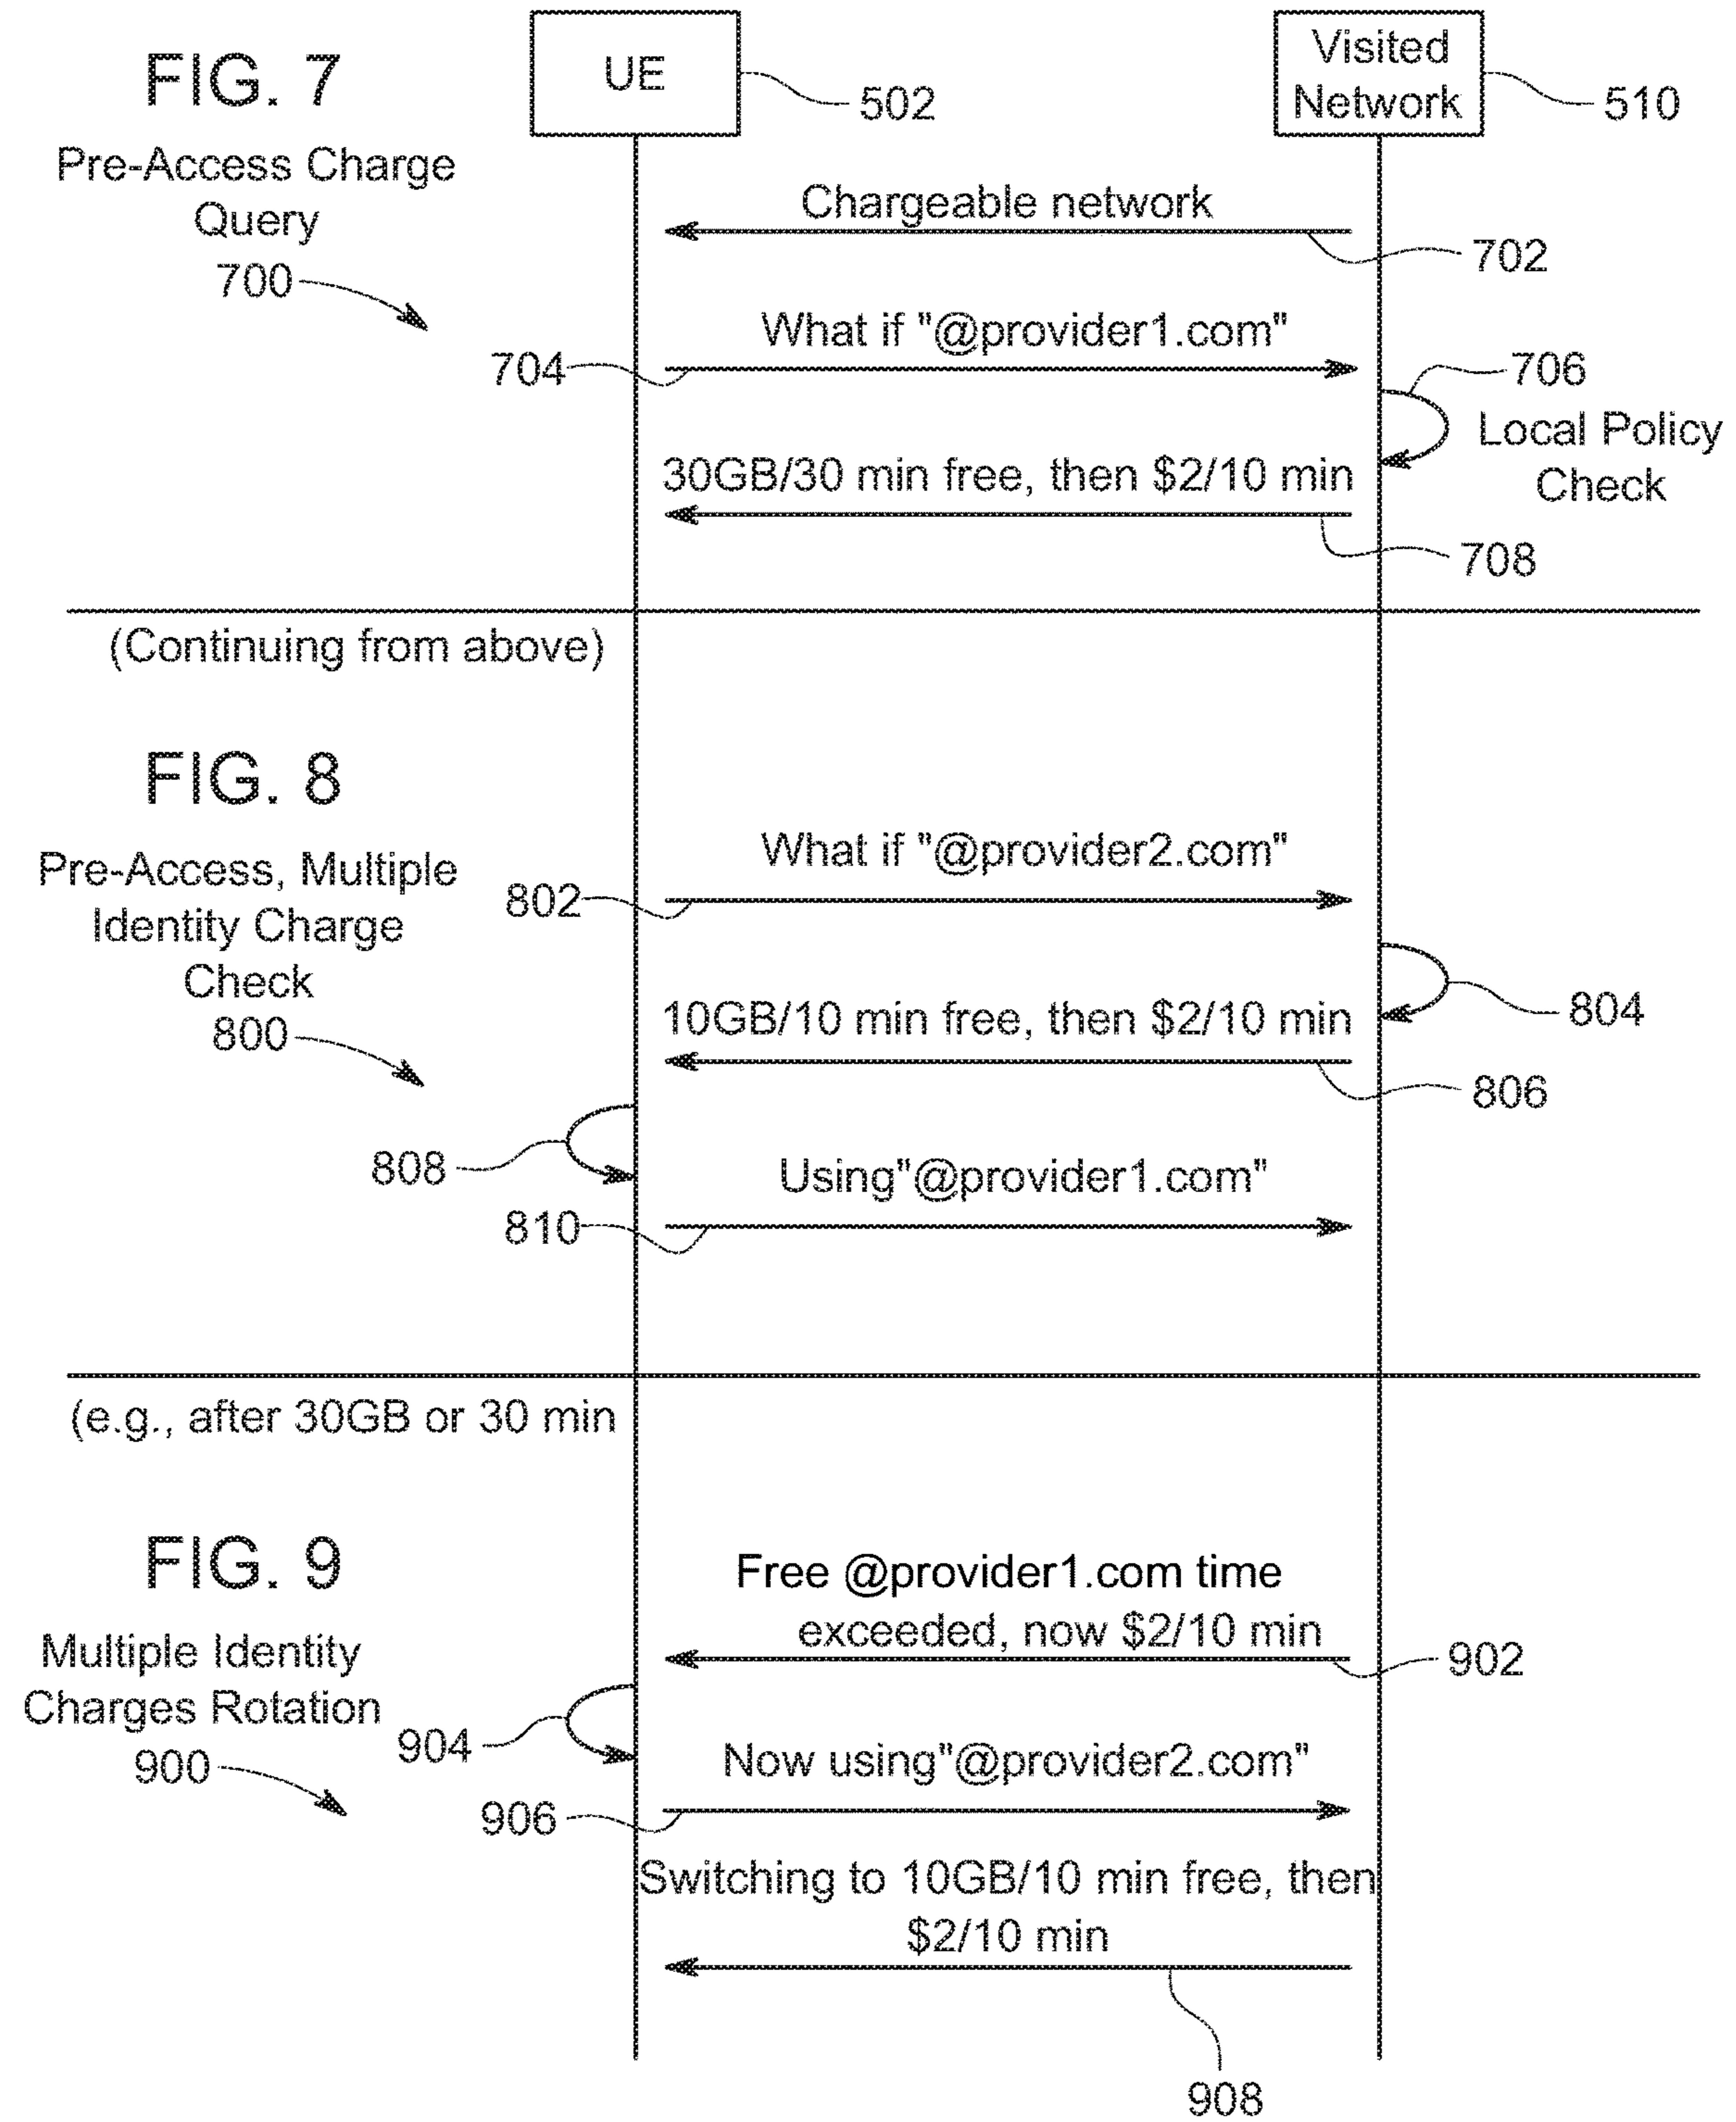 FIG. 7
Pre-Access Charge
Query
700
UE
502
Visited
Network
510
Chargeable network
702
What if "@provider1.com"
704
706
Local Policy
Check
30GB/30 min free, then $2/10 min
708
(Continuing from above)
FIG. 8
Pre-Access, Multiple
Identity Charge
Check
800
What if "@provider2.com"
802
804
10GB/10 min free, then $2/10 min
806
808
Using"@provider1.com"
810
(e.g., after 30GB or 30 min
FIG. 9
Multiple Identity
Charges Rotation
900
Free @provider1.com time
exceeded, now $2/10 min
902
904
Now using"@provider2.com"
906
Switching to 10GB/10 min free, then
$2/10 min
908